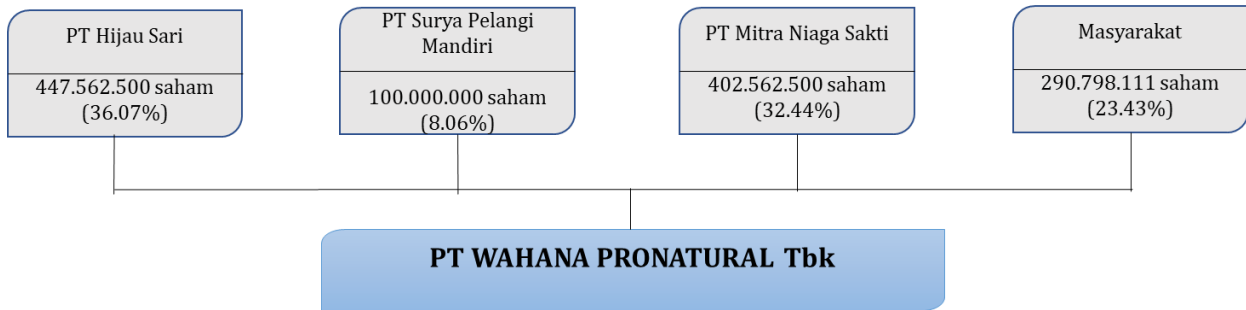 PT Hijau Sari
447.562.500 saham
(36.07%)
PT Surya Pelangi
Mandiri
100.000.000 saham
(8.06%)
PT Mitra Niaga Sakti
402.562.500 saham
(32.44%)
Masyarakat
290.798.111 saham
(23.43%)
PT WAHANA PRONATURAL Tbk